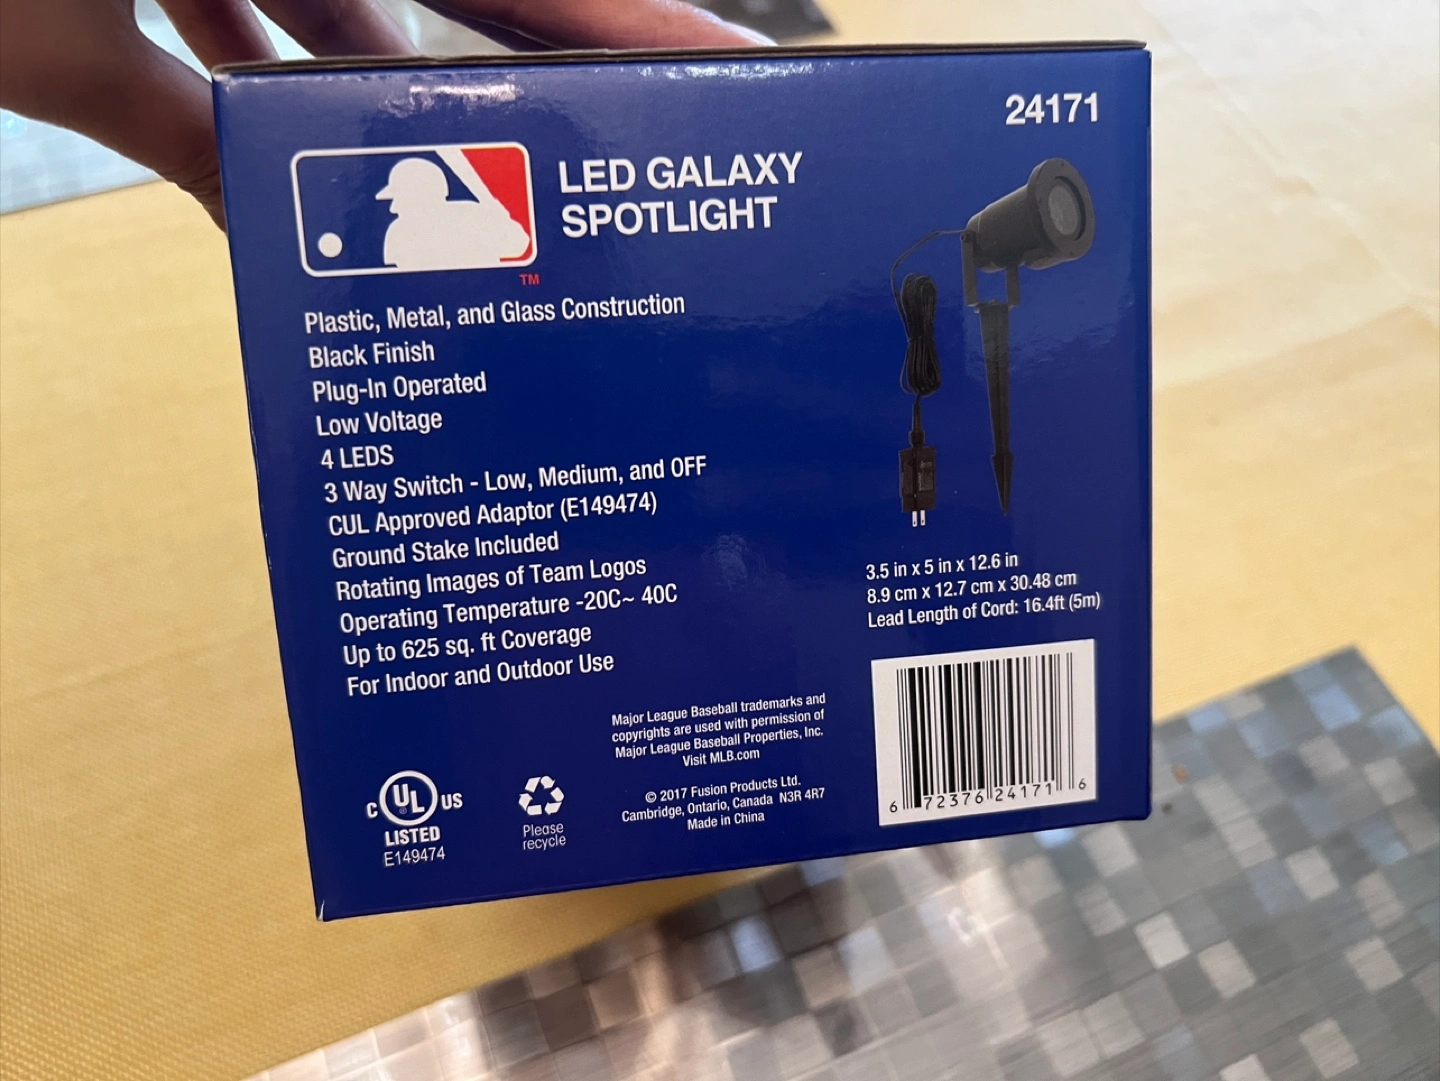 24171
LED GALAXY
SPOTLIGHT
TM
Plastic, Metal, and Glass Construction
Black Finish
Plug-In Operated
Low Voltage
4 LEDS
3 Way Switch - Low, Medium, and OFF
CUL Approved Adaptor (E149474)
Ground Stake Included
Rotating Images of Team Logos
Operating Temperature -20C~ 40C
Up to 625 sq. ft Coverage
For Indoor and Outdoor Use
3.5 in x 5 in x 12.6 in
8.9 cm x 12.7 cm x 30.48 cm
Lead Length of Cord: 16.4ft (5m)
Major League Baseball trademarks and
copyrights are used with permission of
Major League Baseball Properties, Inc.
Visit MLB.com
© 2017 Fusion Products Ltd.
Cambridge, Ontario, Canada N3R 4R7
Made in China
C UL US
®
LISTED
E149474
Please
recycle
6 72376 24171 6